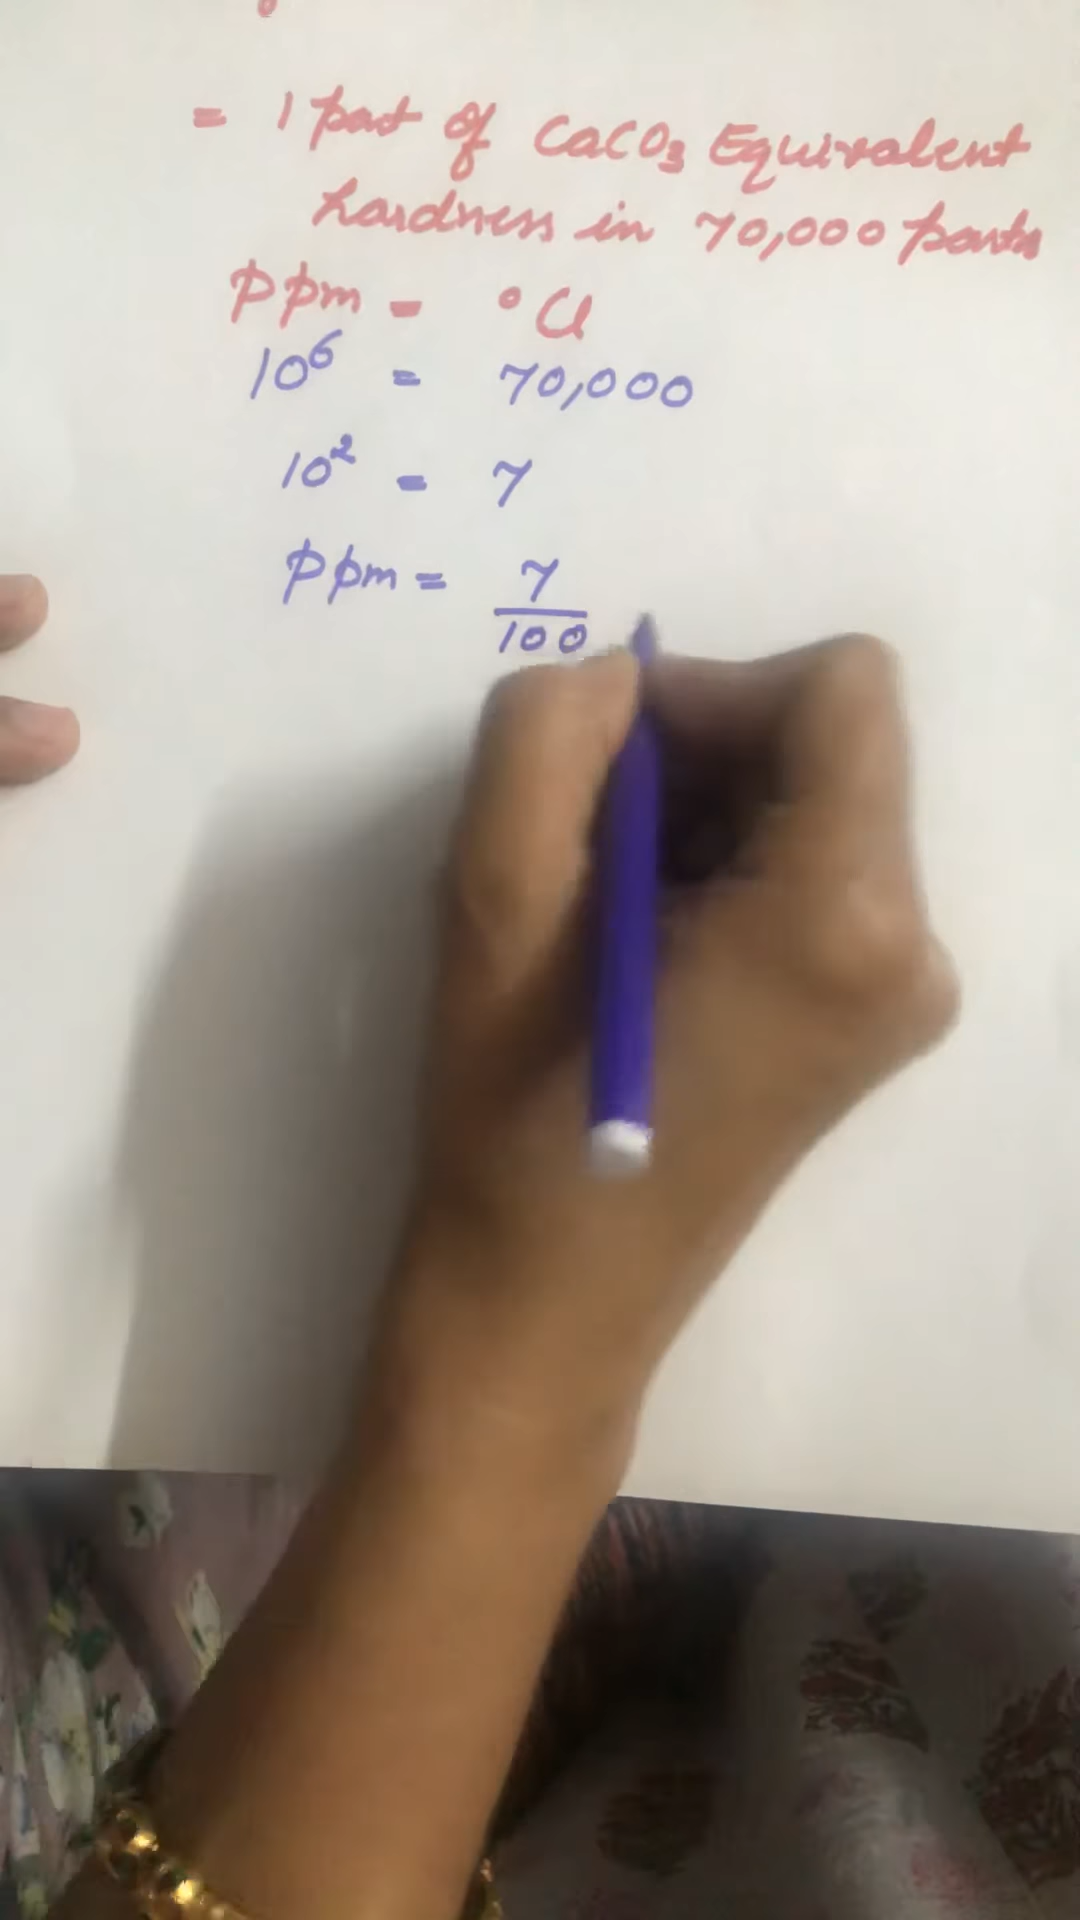 = 1 part of CaCO₃ Equivalent
hardness in 70,000 parts
ppm = °Cl
10⁶ = 70,000
10² = 7
ppm = 7/100